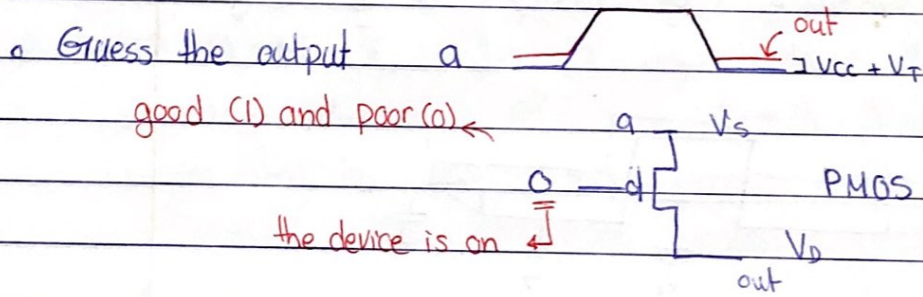 out
• Guess the output a ] VCC + VT
good (1) and poor (0) ← a Vs
0 d PMOS
the device is on VD
out